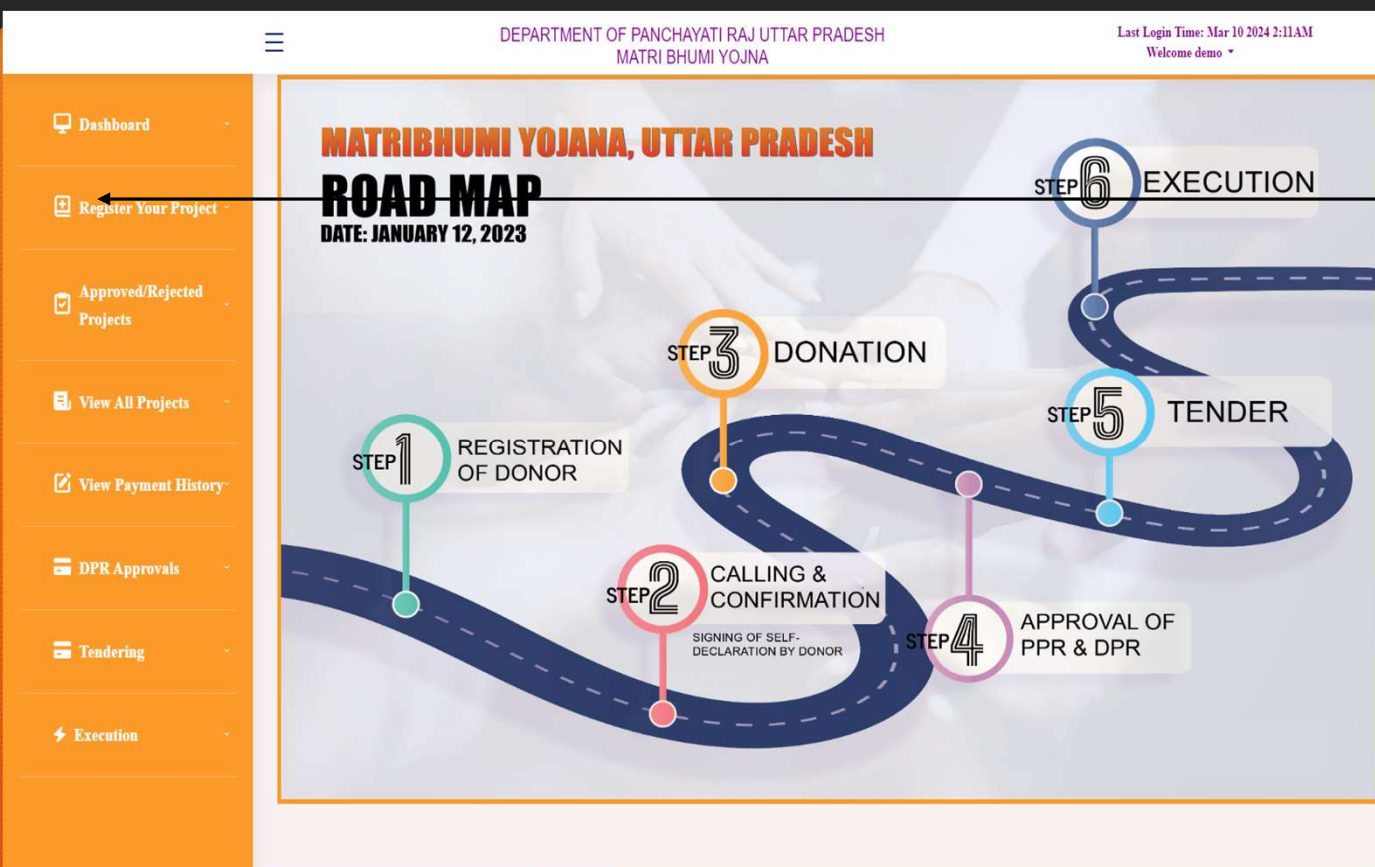 DEPARTMENT OF PANCHAYATI RAJ UTTAR PRADESH
MATRI BHUMI YOJNA
Last Login Time: Mar 10 2024 2:11AM
Welcome demo
Dashboard
Register Your Project
Approved/Rejected
Projects
View All Projects
View Payment History
DPR Approvals
Tendering
Execution
MATRIBHUMI YOJANA, UTTAR PRADESH
ROAD MAP
DATE: JANUARY 12, 2023
STEP 1
REGISTRATION
OF DONOR
STEP 2
CALLING &
CONFIRMATION
SIGNING OF SELF-
DECLARATION BY DONOR
STEP 3
DONATION
STEP 4
APPROVAL OF
PPR & DPR
STEP 5
TENDER
STEP 6
EXECUTION